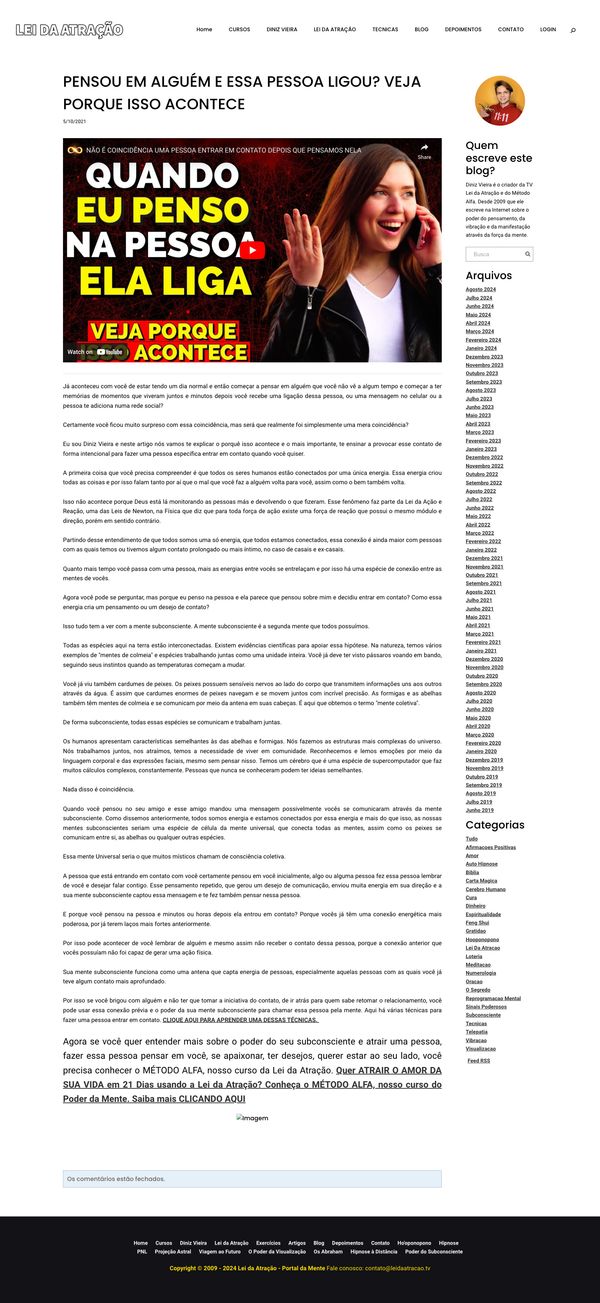 LEI DA ATRAÇÃO
Home CURSOS DINIZ VIEIRA LEI DA ATRAÇÃO TECNICAS BLOG DEPOIMENTOS CONTATO LOGIN
PENSOU EM ALGUÉM E ESSA PESSOA LIGOU? VEJA
PORQUE ISSO ACONTECE
5/10/2021
NÃO É COINCIDÊNCIA UMA PESSOA ENTRAR EM CONTATO DEPOIS QUE PENSAMOS NELA
Share
QUANDO
EU PENSO
NA PESSOA
ELA LIGA
VEJA PORQUE
ISSO ACONTECE
Watch on YouTube
Já aconteceu com você de estar tendo um dia normal e então começar a pensar em alguém que você não vê a algum tempo e começar a ter
memórias de momentos que viveram juntos e minutos depois você recebe uma ligação dessa pessoa, ou uma mensagem no celular ou a
pessoa te adiciona numa rede social?
Certamente você ficou muito surpreso com essa coincidência, mas será que realmente foi simplesmente uma mera coincidência?
Eu sou Diniz Vieira e neste artigo nós vamos te explicar o porquê isso acontece e o mais importante, te ensinar a provocar esse contato de
forma intencional para fazer uma pessoa específica entrar em contato quando você quiser.
A primeira coisa que você precisa compreender é que todos os seres humanos estão conectados por uma única energia. Essa energia criou
todas as coisas e por isso falam tanto por ai que o mal que você faz a alguém volta para você, assim como o bem também volta.
Isso não acontece porque Deus está lá monitorando as pessoas más e devolvendo o que fizeram. Esse fenômeno faz parte da Lei da Ação e
Reação, uma das Leis de Newton, na Física que diz que para toda força de ação existe uma força de reação que possui o mesmo módulo e
direção, porém em sentido contrário.
Partindo desse entendimento de que todos somos uma só energia, que todos estamos conectados, essa conexão é ainda maior com pessoas
com as quais temos ou tivemos algum contato prolongado ou mais íntimo, no caso de casais e ex-casais.
Quanto mais tempo você passa com uma pessoa, mais as energias entre vocês se entrelaçam e por isso há uma espécie de conexão entre as
mentes de vocês.
Agora você pode se perguntar, mas porque eu penso na pessoa e ela parece que pensou sobre mim e decidiu entrar em contato? Como essa
energia cria um pensamento ou um desejo de contato?
Isso tudo tem a ver com a mente subconsciente. A mente subconsciente é a segunda mente que todos possuímos.
Todas as espécies aqui na terra estão interconectadas. Existem evidências científicas para apoiar essa hipótese. Na natureza, temos vários
exemplos de "mentes de colmeia" e espécies trabalhando juntas como uma unidade inteira. Você já deve ter visto pássaros voando em bando,
seguindo seus instintos quando as temperaturas começam a mudar.
Você já viu também cardumes de peixes. Os peixes possuem sensíveis nervos ao lado do corpo que transmitem informações uns aos outros
através da água. É assim que cardumes enormes de peixes navegam e se movem juntos com incrível precisão. As formigas e as abelhas
também têm mentes de colmeia e se comunicam por meio da antena em suas cabeças. É aqui que obtemos o termo "mente coletiva".
De forma subconsciente, todas essas espécies se comunicam e trabalham juntas.
Os humanos apresentam características semelhantes às das abelhas e formigas. Nós fazemos as estruturas mais complexas do universo.
Nós trabalhamos juntos, nos atraímos, temos a necessidade de viver em comunidade. Reconhecemos e lemos emoções por meio da
linguagem corporal e das expressões faciais, mesmo sem pensar nisso. Temos um cérebro que é uma espécie de supercomputador que faz
muitos cálculos complexos, constantemente. Pessoas que nunca se conheceram podem ter ideias semelhantes.
Nada disso é coincidência.
Quando você pensou no seu amigo e esse amigo mandou uma mensagem possivelmente vocês se comunicaram através da mente
subconsciente. Como dissemos anteriormente, todos somos energia e estamos conectados por essa energia e mais do que isso, as nossas
mentes subconscientes seriam uma espécie de célula da mente universal, que conecta todas as mentes, assim como os peixes se
comunicam entre si, as abelhas ou qualquer outras espécies.
Essa mente Universal seria o que muitos místicos chamam de consciência coletiva.
A pessoa que está entrando em contato com você certamente pensou em você inicialmente, algo ou alguma pessoa fez essa pessoa lembrar
de você e desejar falar contigo. Esse pensamento repetido, que gerou um desejo de comunicação, enviou muita energia em sua direção e a
sua mente subconsciente captou essa mensagem e te fez também pensar nessa pessoa.
E porquê você pensou na pessoa e minutos ou horas depois ela entrou em contato? Porque vocês já têm uma conexão energética mais
poderosa, por já terem laços mais fortes anteriormente.
Por isso pode acontecer de você lembrar de alguém e mesmo assim não receber o contato dessa pessoa, porque a conexão anterior que
vocês possuíam não foi capaz de gerar uma ação física.
Sua mente subconsciente funciona como uma antena que capta energia de pessoas, especialmente aquelas pessoas com as quais você já
teve algum contato mais aprofundado.
Por isso se você brigou com alguém e não ter que tomar a iniciativa do contato, de ir atrás para quem sabe retomar o relacionamento, você
pode usar essa conexão prévia e o poder da sua mente subconsciente para chamar essa pessoa pela mente. Aqui há várias técnicas para
fazer uma pessoa entrar em contato. CLIQUE AQUI PARA APRENDER UMA DESSAS TÉCNICAS.
Agora se você quer entender mais sobre o poder do seu subconsciente e atrair uma pessoa,
fazer essa pessoa pensar em você, se apaixonar, ter desejos, querer estar ao seu lado, você
precisa conhecer o MÉTODO ALFA, nosso curso da Lei da Atração. Quer ATRAIR O AMOR DA
SUA VIDA em 21 Dias usando a Lei da Atração? Conheça o MÉTODO ALFA, nosso curso do
Poder da Mente. Saiba mais CLICANDO AQUI
Imagem
Os comentários estão fechados.
11:11
Quem
escreve este
blog?
Diniz Vieira é o criador da TV
Lei da Atração e do Método
Alfa. Desde 2009 que ele
escreve na Internet sobre o
poder do pensamento, da
vibração e da manifestação
através da força da mente.
Busca
Arquivos
Agosto 2024
Julho 2024
Junho 2024
Maio 2024
Abril 2024
Março 2024
Fevereiro 2024
Janeiro 2024
Dezembro 2023
Novembro 2023
Outubro 2023
Setembro 2023
Agosto 2023
Julho 2023
Junho 2023
Maio 2023
Abril 2023
Março 2023
Fevereiro 2023
Janeiro 2023
Dezembro 2022
Novembro 2022
Outubro 2022
Setembro 2022
Agosto 2022
Julho 2022
Junho 2022
Maio 2022
Abril 2022
Março 2022
Fevereiro 2022
Janeiro 2022
Dezembro 2021
Novembro 2021
Outubro 2021
Setembro 2021
Agosto 2021
Julho 2021
Junho 2021
Maio 2021
Abril 2021
Março 2021
Fevereiro 2021
Janeiro 2021
Dezembro 2020
Novembro 2020
Outubro 2020
Setembro 2020
Agosto 2020
Julho 2020
Junho 2020
Maio 2020
Abril 2020
Março 2020
Fevereiro 2020
Janeiro 2020
Dezembro 2019
Novembro 2019
Outubro 2019
Setembro 2019
Agosto 2019
Julho 2019
Junho 2019
Categorias
Tudo
Afirmacoes Positivas
Amor
Auto Hipnose
Bíblia
Carta Magica
Cerebro Humano
Cura
Dinheiro
Espiritualidade
Feng Shui
Gratidao
Hooponopono
Lei Da Atracao
Loteria
Meditacao
Numerologia
Oracao
O Segredo
Reprogramacao Mental
Sinais Poderosos
Subconsciente
Tecnicas
Telepatia
Vibracao
Visualizacao
Feed RSS
Home Cursos Diniz Vieira Lei da Atração Exercícios Artigos Blog Depoimentos Contato Ho'oponopono Hipnose
PNL Projeção Astral Viagem ao Futuro O Poder da Visualização Os Abraham Hipnose à Distância Poder do Subconsciente
Copyright © 2009 - 2024 Lei da Atração - Portal da Mente Fale conosco: contato@leidaatracao.tv